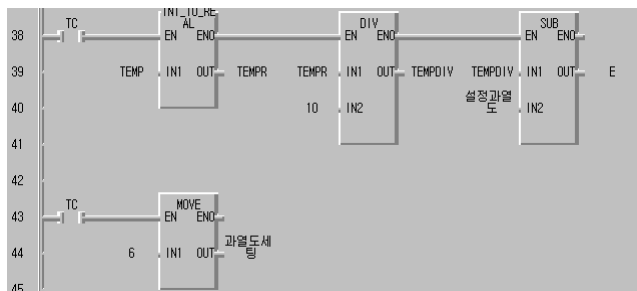 INT_TO_RE
AL
DIV
SUB
38 TC EN ENO EN ENO EN ENO
39 TEMP IN1 OUT TEMPR TEMPR IN1 OUT TEMPDIV TEMPDIV IN1 OUT E
40 10 IN2 설정과열
도 IN2
41
42
TC MOVE
43 EN ENO
44 6 IN1 OUT 과열도세
팅
45